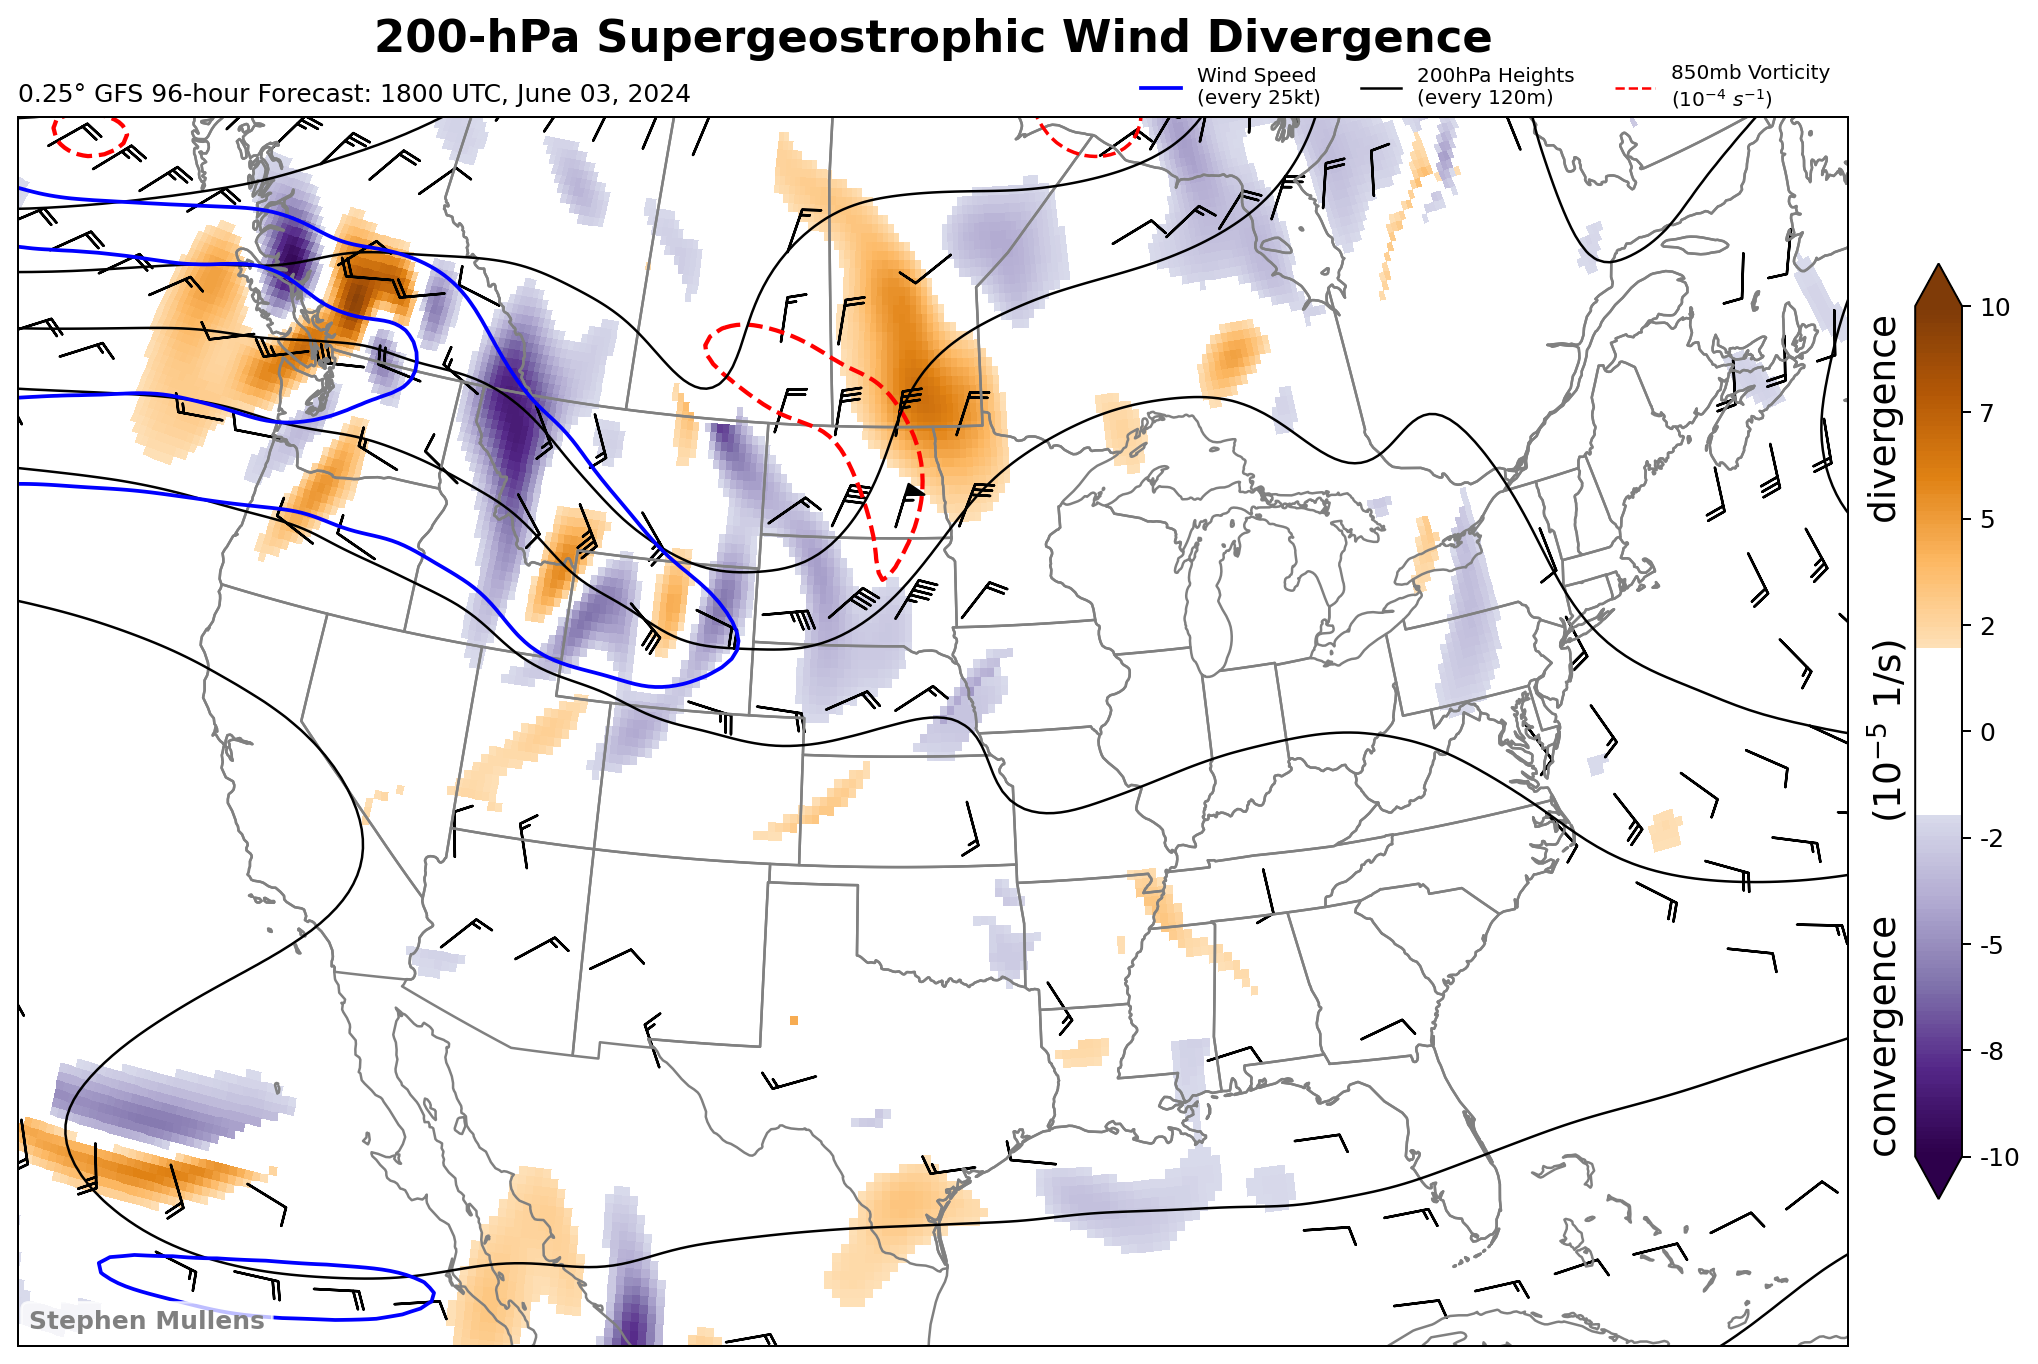 200-hPa Supergeostrophic Wind Divergence
0.25° GFS 96-hour Forecast: 1800 UTC, June 03, 2024
Wind Speed
(every 25kt)
200hPa Heights
(every 120m)
850mb Vorticity
(10⁻⁴ s⁻¹)
10
7
5
2
0
-2
-5
-8
-10
convergence (10⁻⁵ 1/s) divergence
Stephen Mullens